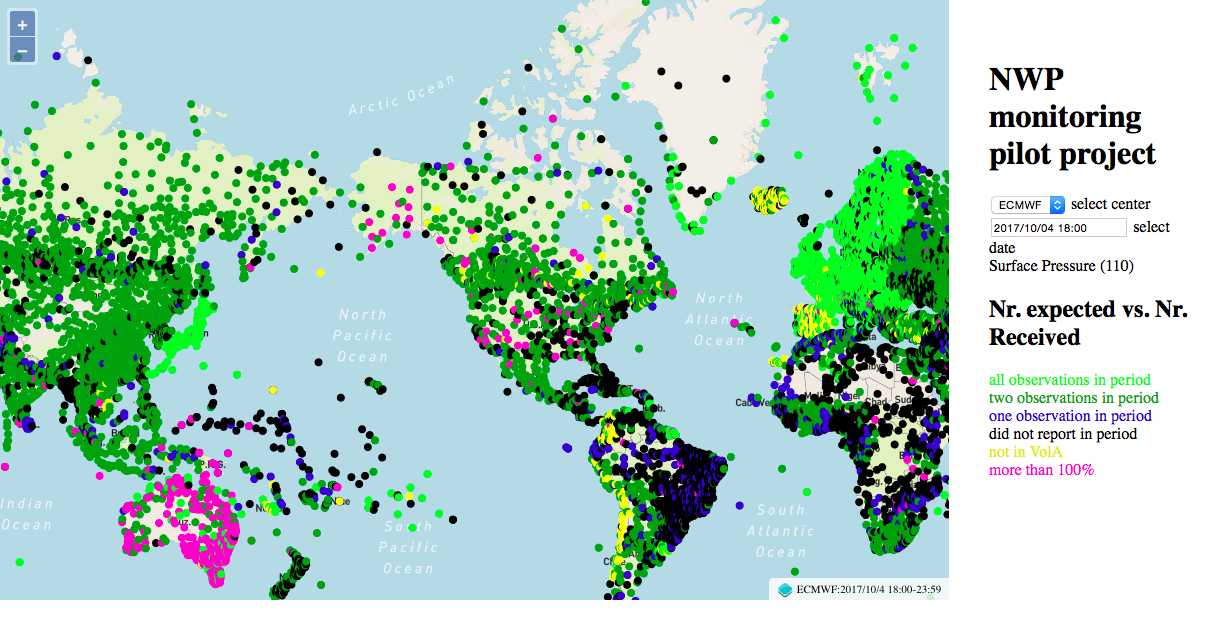 +
−
Arctic Ocean
North
Pacific
Ocean
North
Atlantic
Ocean
Indian
Ocean
South
Pacific
Ocean
South
Atlantic
Ocean
P.N.G.
NWP
monitoring
pilot project
ECMWF select center
2017/10/04 18:00 select
date
Surface Pressure (110)
Nr. expected vs. Nr.
Received
all observations in period
two observations in period
one observation in period
did not report in period
not in VolA
more than 100%
ECMWF:2017/10/4 18:00-23:59